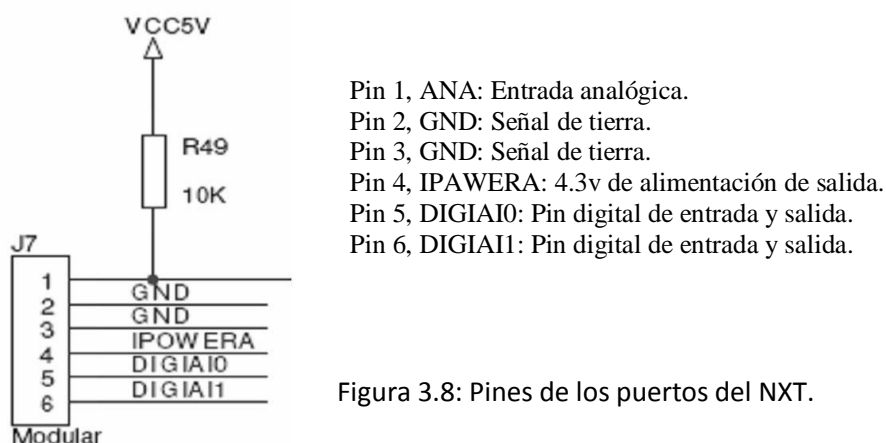 VCC5V
R49
10K
J7
1
GND
2
GND
3
IPOWERA
4
DIGIAI0
5
DIGIAI1
6
Modular
Pin 1, ANA: Entrada analógica.
Pin 2, GND: Señal de tierra.
Pin 3, GND: Señal de tierra.
Pin 4, IPAWERA: 4.3v de alimentación de salida.
Pin 5, DIGIAI0: Pin digital de entrada y salida.
Pin 6, DIGIAI1: Pin digital de entrada y salida.
Figura 3.8: Pines de los puertos del NXT.